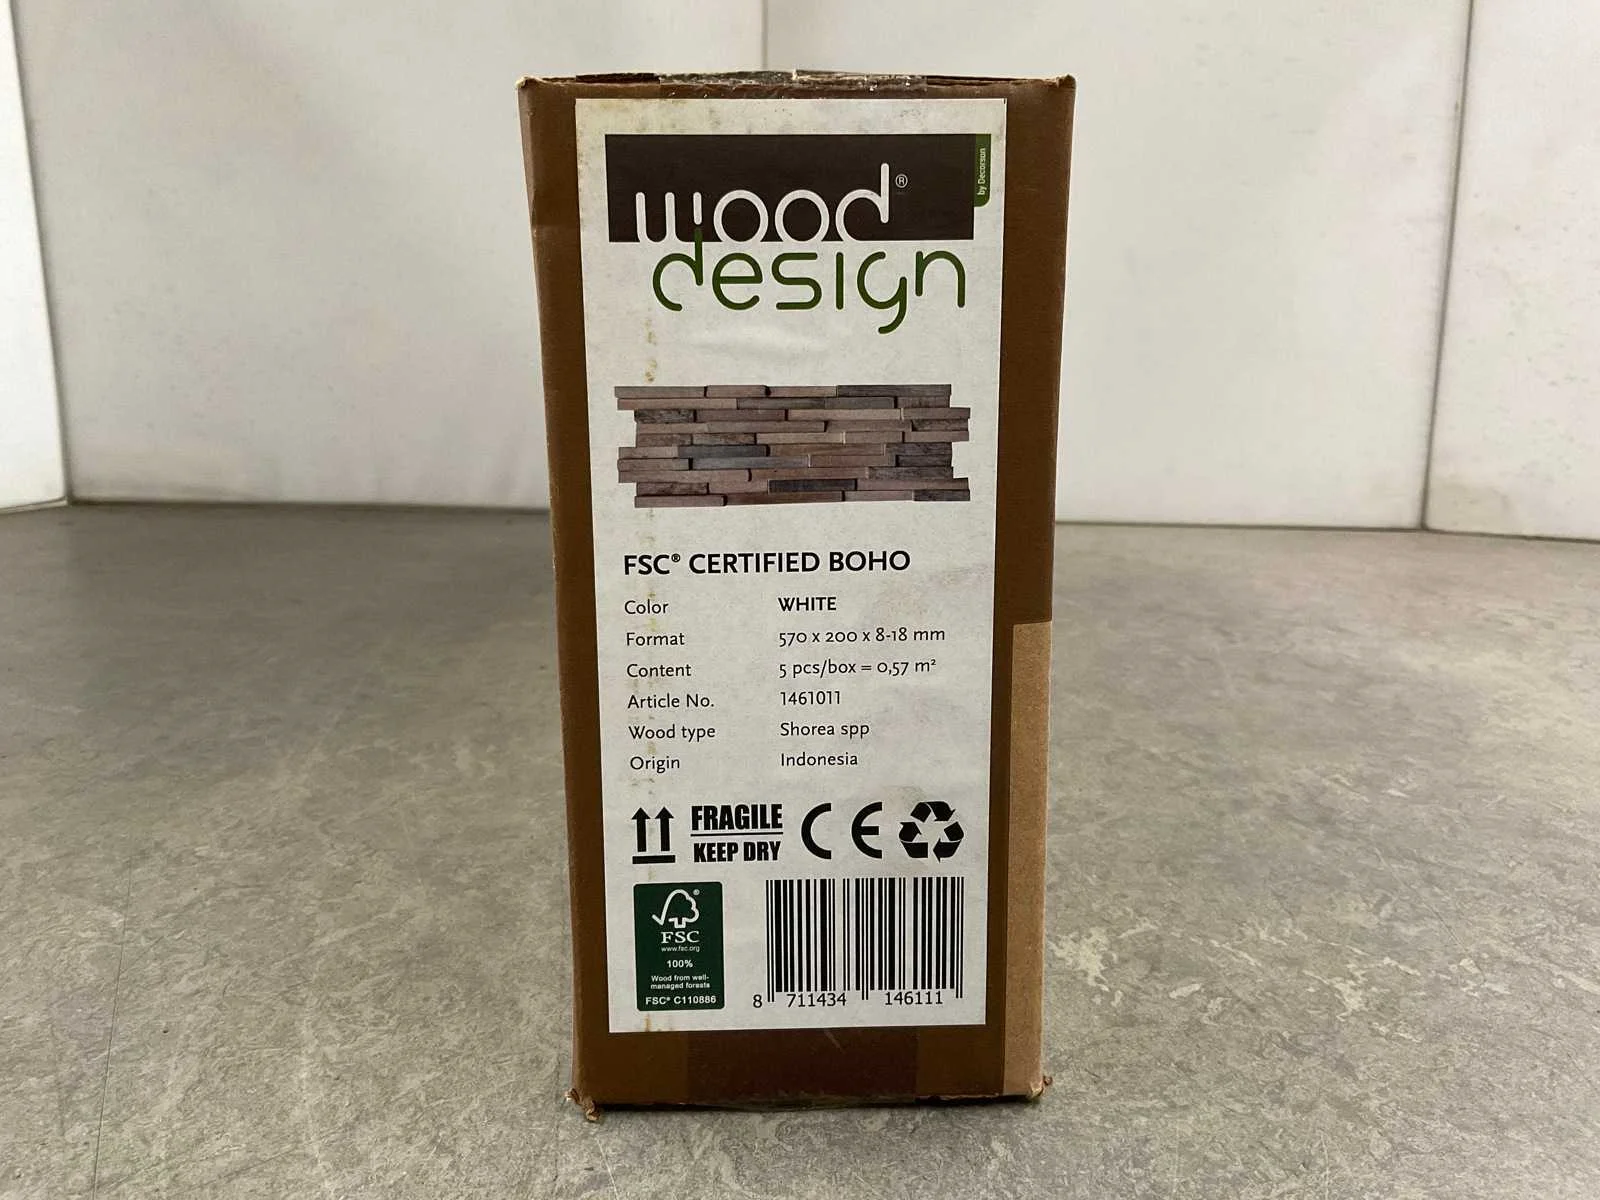 wood®
design
by Decorsan
FSC® CERTIFIED BOHO
Color WHITE
Format 570 x 200 x 8-18 mm
Content 5 pcs/box = 0,57 m²
Article No. 1461011
Wood type Shorea spp
Origin Indonesia
FRAGILE
KEEP DRY
CE
FSC
www.fsc.org
100%
Wood from well-
managed forests
FSC® C110886
8 711434 146111